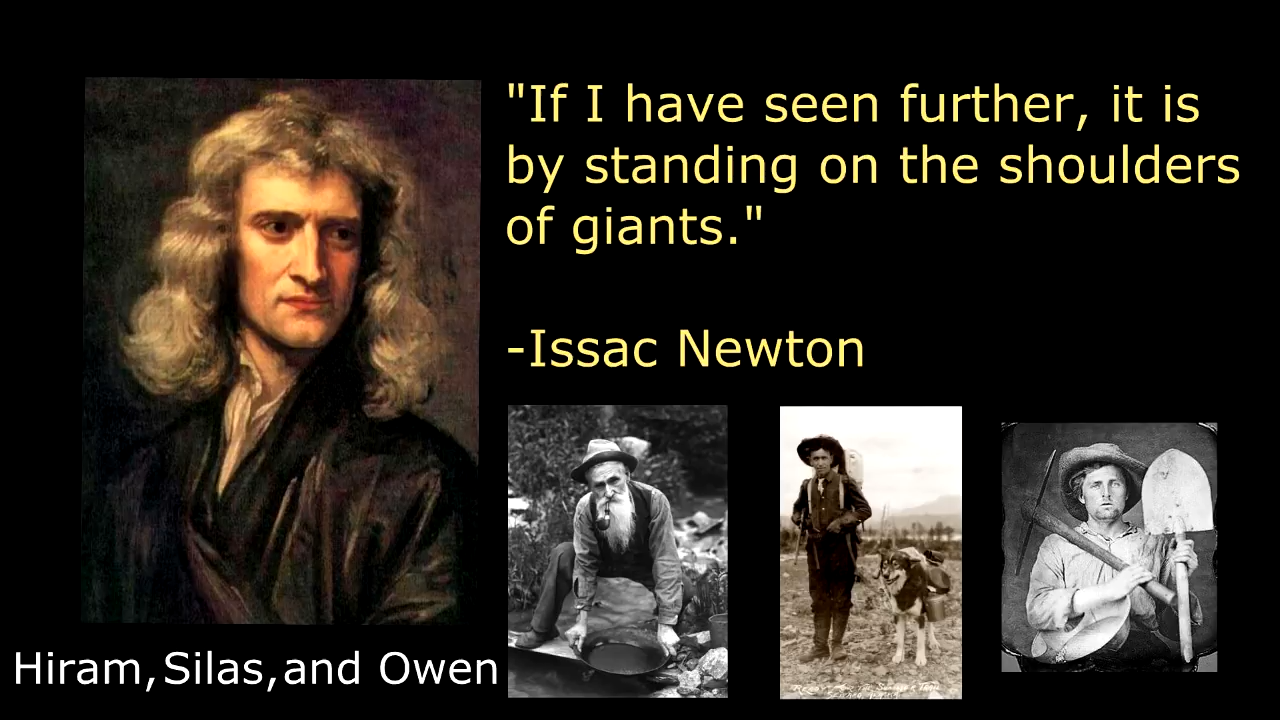 "If I have seen further, it is
by standing on the shoulders
of giants."
-Issac Newton
Hiram, Silas, and Owen